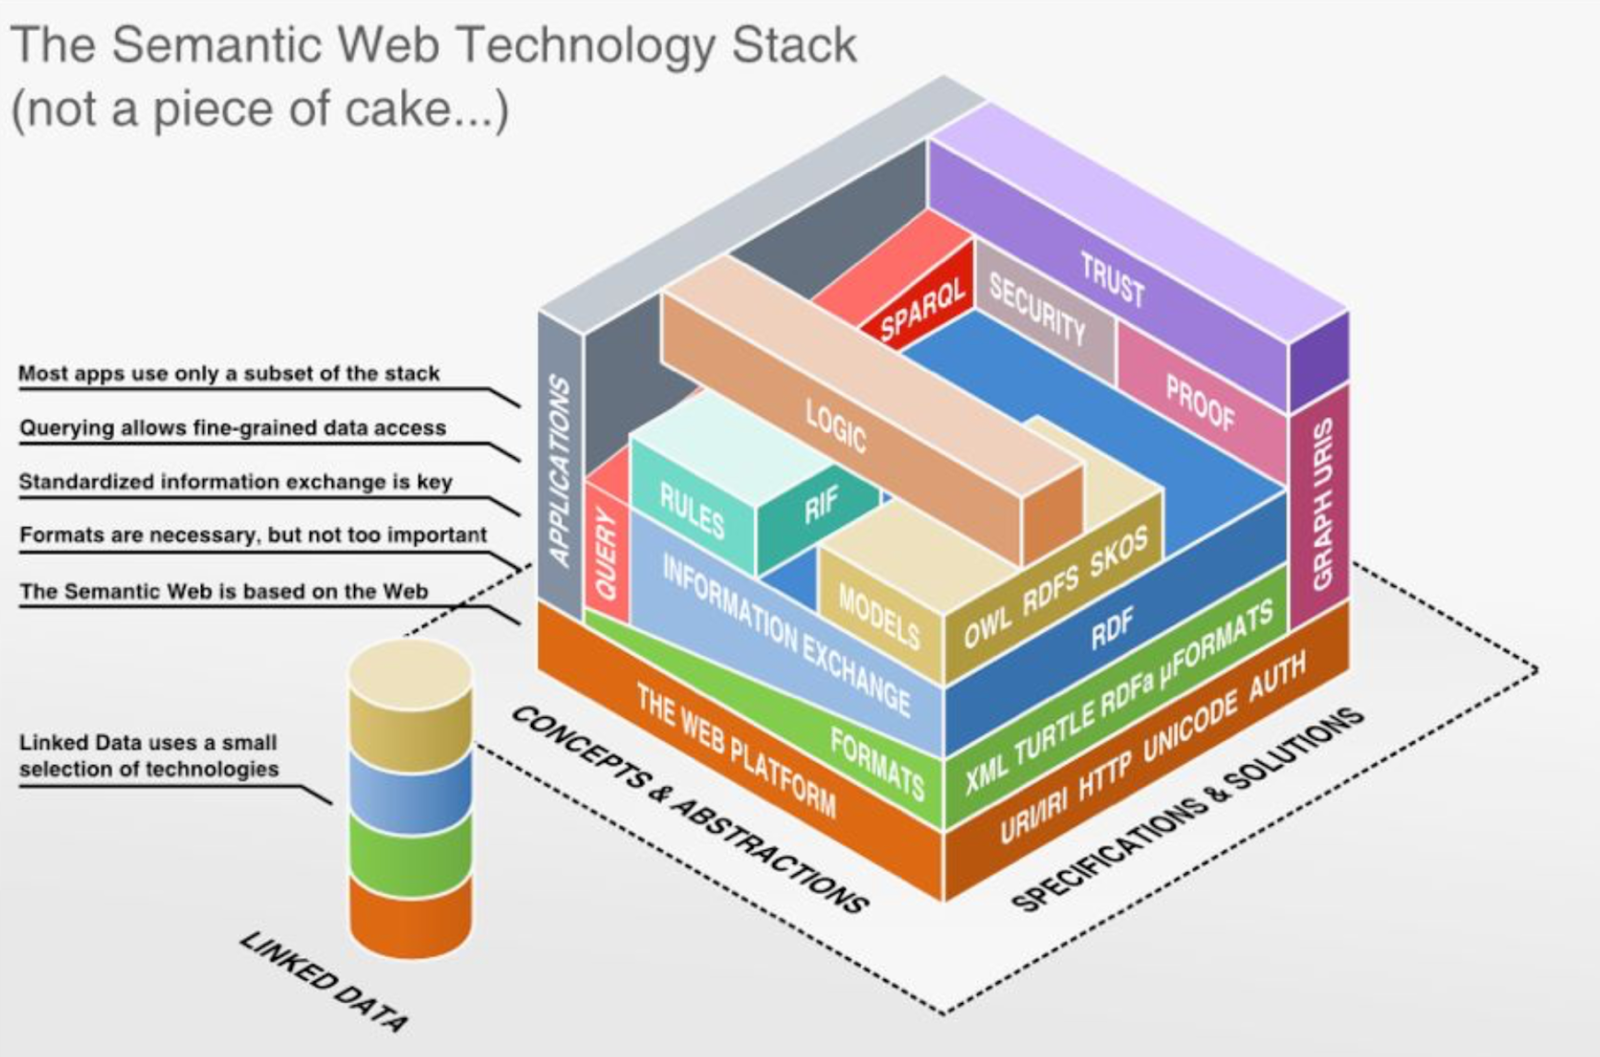 The Semantic Web Technology Stack
(not a piece of cake...)
Most apps use only a subset of the stack
Querying allows fine-grained data access
Standardized information exchange is key
Formats are necessary, but not too important
The Semantic Web is based on the Web
Linked Data uses a small
selection of technologies
LINKED DATA
APPLICATIONS
QUERY
RULES
RIF
LOGIC
SPARQL
SECURITY
TRUST
PROOF
GRAPH URIS
INFORMATION EXCHANGE
MODELS
OWL RDFS SKOS
RDF
FORMATS
XML TURTLE RDFa μFORMATS
THE WEB PLATFORM
URI/IRI HTTP UNICODE AUTH
CONCEPTS & ABSTRACTIONS
SPECIFICATIONS & SOLUTIONS